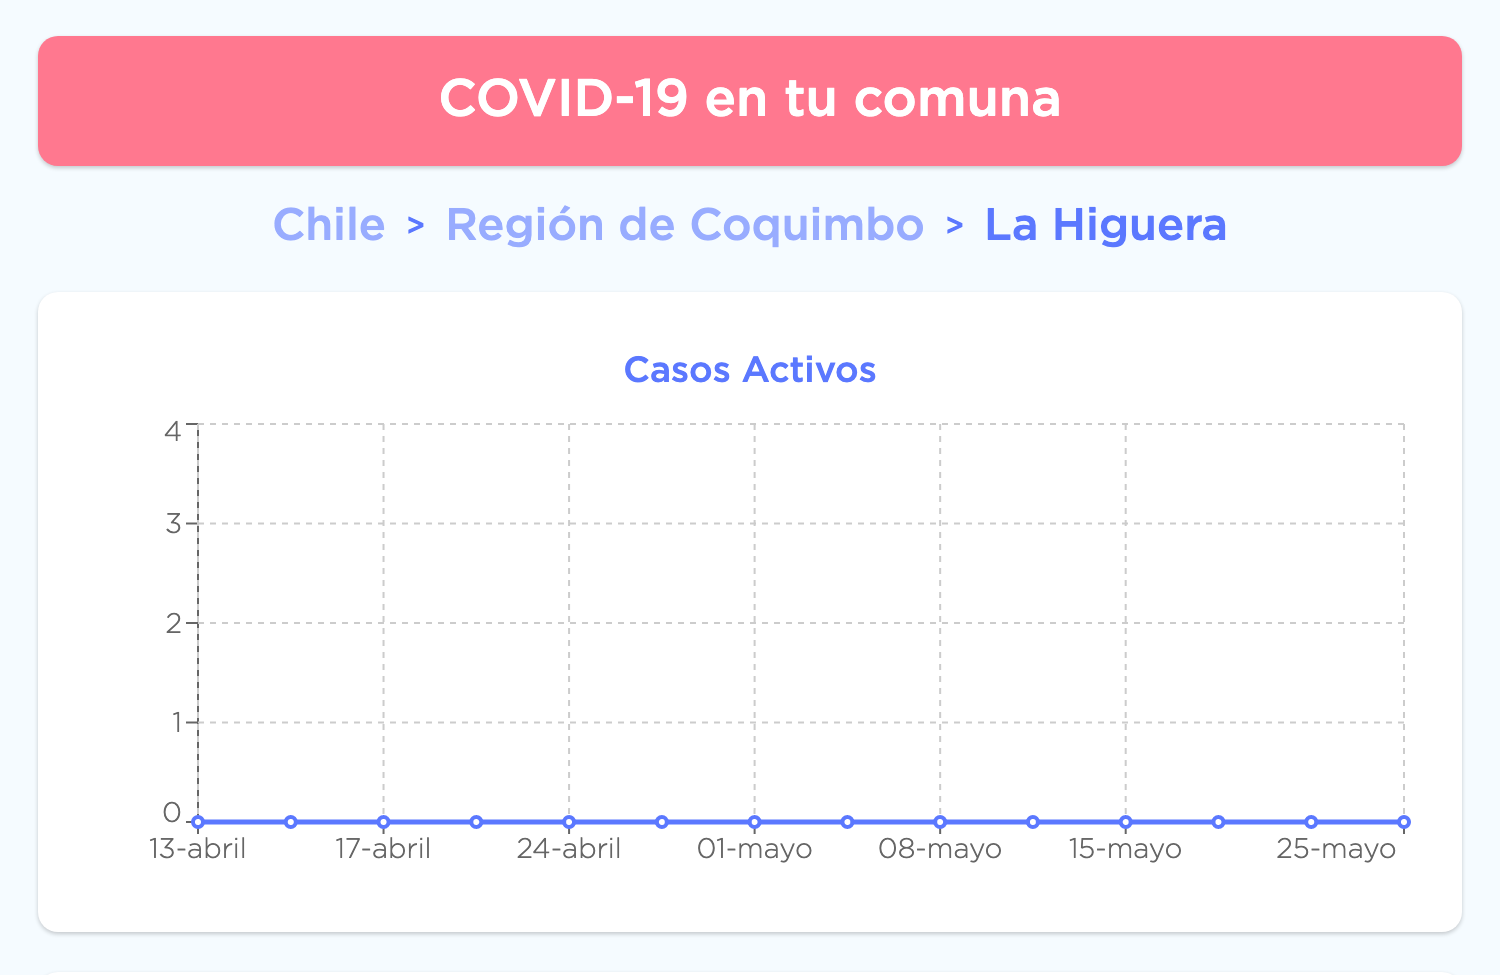 COVID-19 en tu comuna
Chile > Región de Coquimbo > La Higuera
Casos Activos
4
3
2
1
0
13-abril 17-abril 24-abril 01-mayo 08-mayo 15-mayo 25-mayo